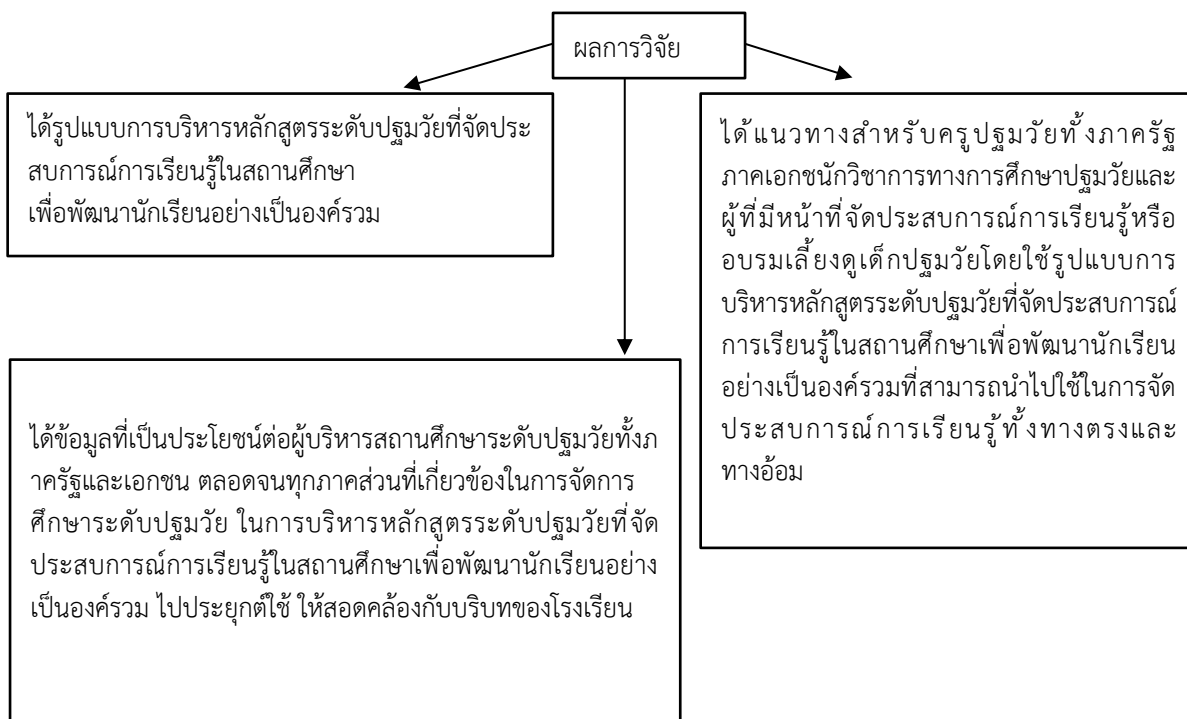 ผลการวิจัย
ได้รูปแบบการบริหารหลักสูตรระดับปฐมวัยที่จัดประ
สบการณ์การเรียนรู้ในสถานศึกษา
เพื่อพัฒนานักเรียนอย่างเป็นองค์รวม
ได้แนวทางสำหรับครูปฐมวัยทั้งภาครัฐ
ภาคเอกชนนักวิชาการทางการศึกษาปฐมวัยและ
ผู้ที่มีหน้าที่จัดประสบการณ์การเรียนรู้หรือ
อบรมเลี้ยงดูเด็กปฐมวัยโดยใช้รูปแบบการ
บริหารหลักสูตรระดับปฐมวัยที่จัดประสบการณ์
การเรียนรู้ในสถานศึกษาเพื่อพัฒนานักเรียน
อย่างเป็นองค์รวมที่สามารถนำไปใช้ในการจัด
ประสบการณ์การเรียนรู้ทั้งทางตรงและ
ทางอ้อม
ได้ข้อมูลที่เป็นประโยชน์ต่อผู้บริหารสถานศึกษาระดับปฐมวัยทั้งภ
าครัฐและเอกชน ตลอดจนทุกภาคส่วนที่เกี่ยวข้องในการจัดการ
ศึกษาระดับปฐมวัย ในการบริหารหลักสูตรระดับปฐมวัยที่จัด
ประสบการณ์การเรียนรู้ในสถานศึกษาเพื่อพัฒนานักเรียนอย่าง
เป็นองค์รวม ไปประยุกต์ใช้ ให้สอดคล้องกับบริบทของโรงเรียน